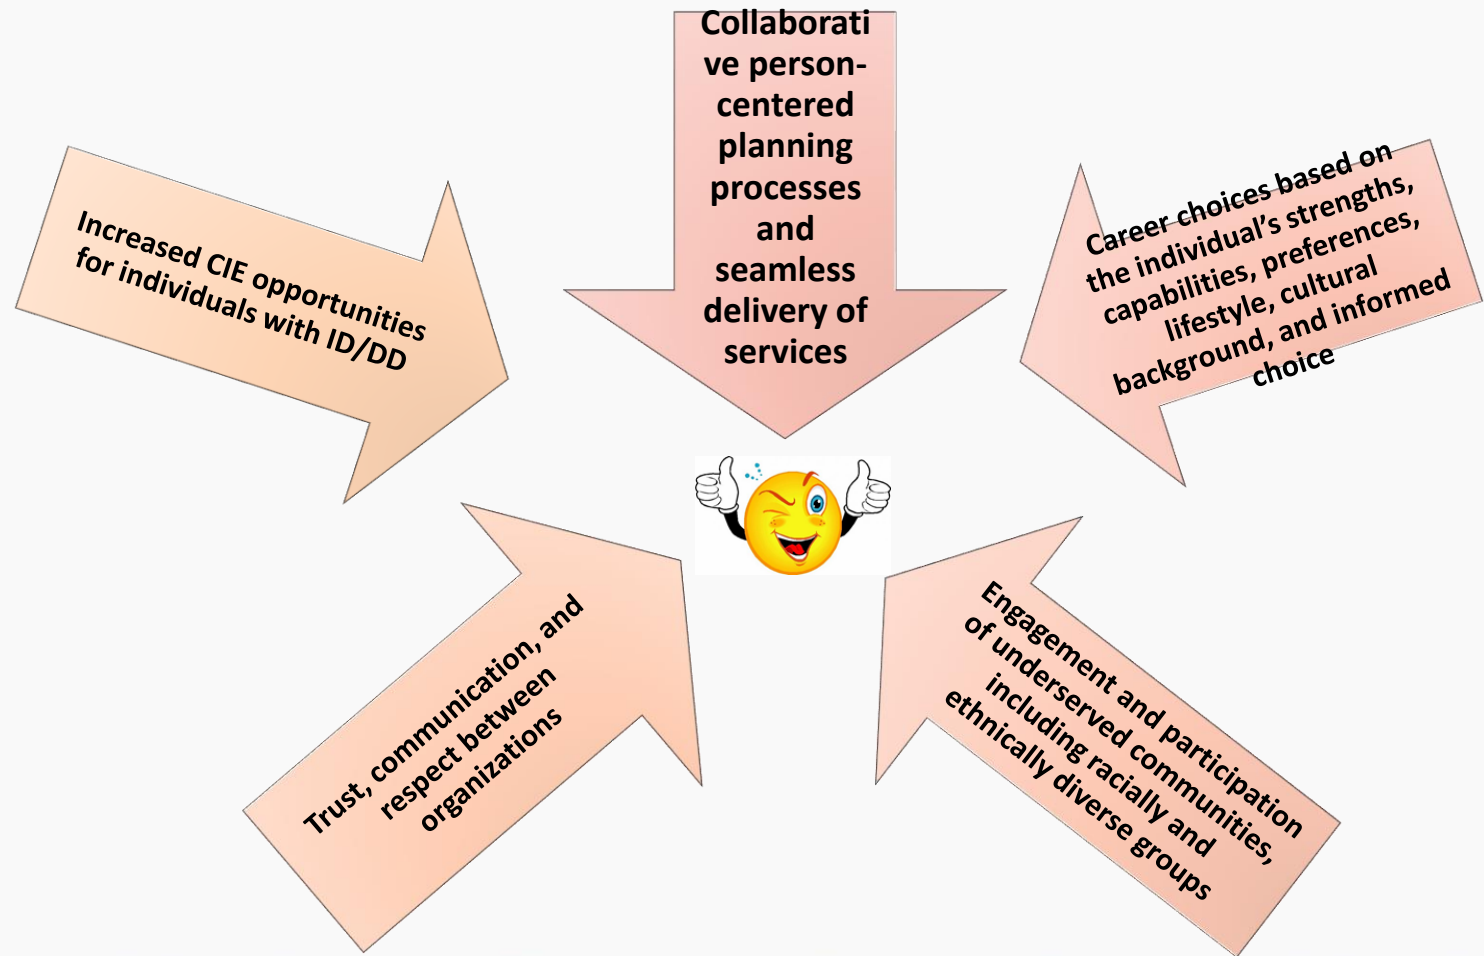 Collaborati
ve person-
centered
planning
processes
and
seamless
delivery of
services
Increased CIE opportunities
for individuals with ID/DD
Career choices based on
the individual’s strengths,
capabilities, preferences,
lifestyle, cultural
background, and informed
choice
Trust, communication, and
respect between
organizations
Engagement and participation
of underserved communities,
including racially and
ethnically diverse groups